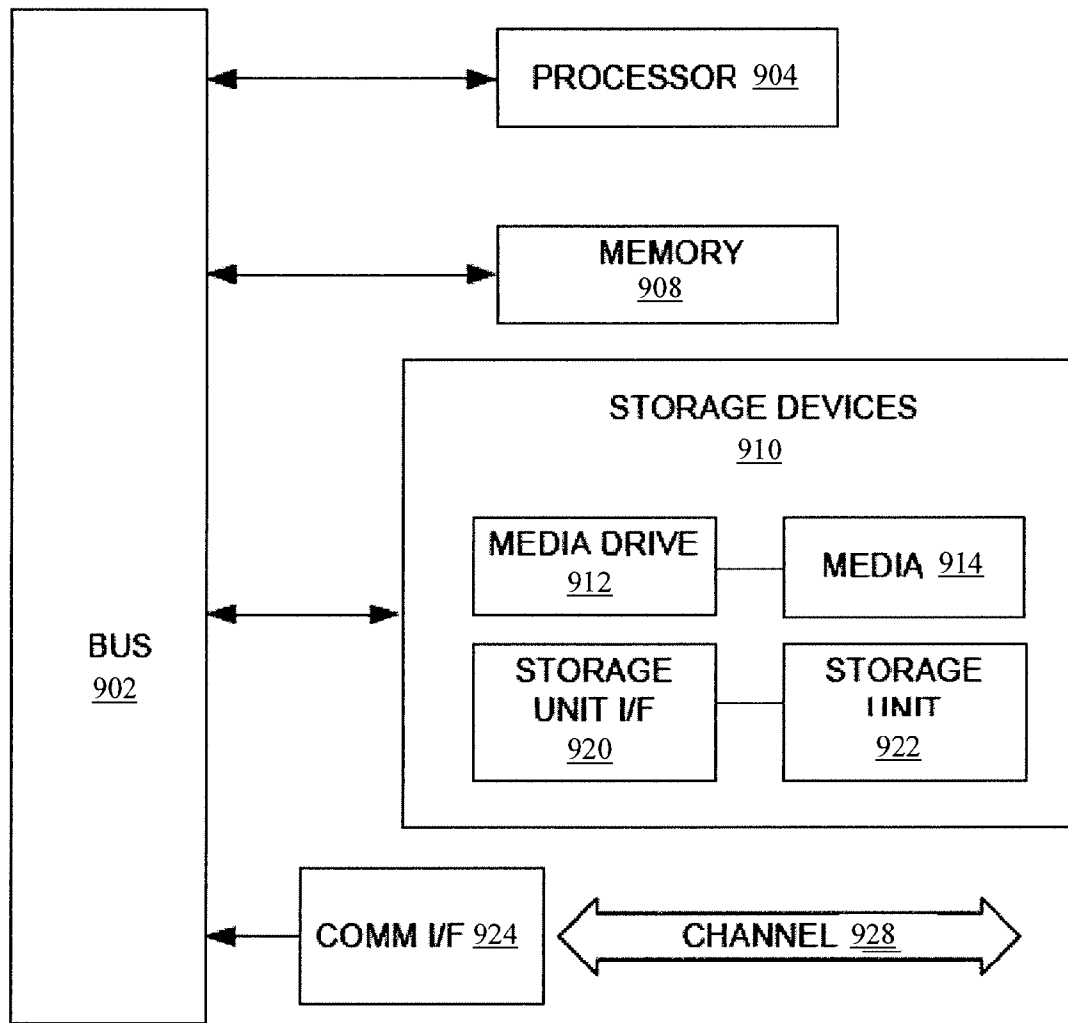 PROCESSOR 904
MEMORY
908
STORAGE DEVICES
910
MEDIA DRIVE
912
MEDIA 914
BUS
902
STORAGE
UNIT I/F
920
STORAGE
UNIT
922
COMM I/F 924
CHANNEL 928